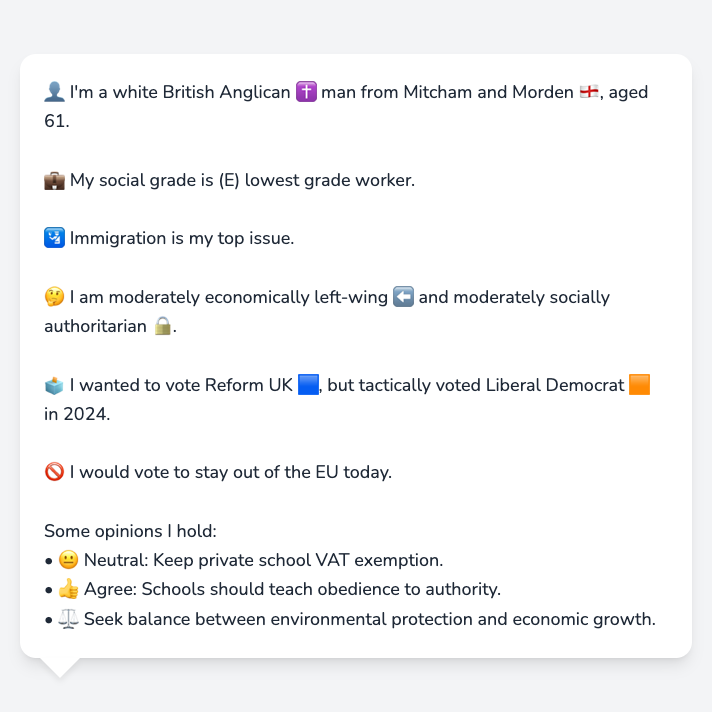 👤 I'm a white British Anglican ✝️ man from Mitcham and Morden 🏴󠁧󠁢󠁥󠁮󠁧󠁿, aged
61.
💼 My social grade is (E) lowest grade worker.
🛂 Immigration is my top issue.
🤔 I am moderately economically left-wing ⬅️ and moderately socially
authoritarian 🔒.
🗳️ I wanted to vote Reform UK 🟦, but tactically voted Liberal Democrat 🟧
in 2024.
🚫 I would vote to stay out of the EU today.
Some opinions I hold:
• 😐 Neutral: Keep private school VAT exemption.
• 👍 Agree: Schools should teach obedience to authority.
• ⚖️ Seek balance between environmental protection and economic growth.